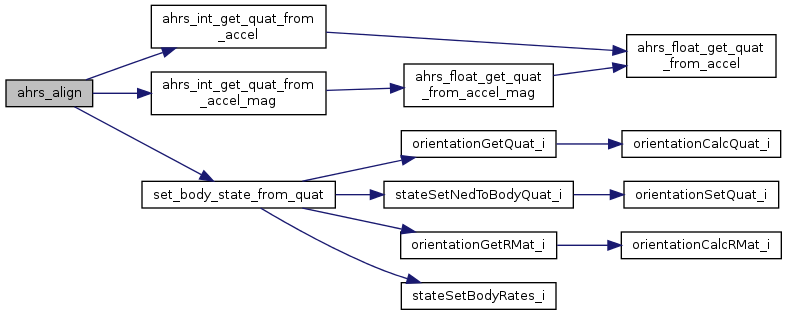 ahrs_align
ahrs_int_get_quat_from
_accel
ahrs_int_get_quat_from
_accel_mag
set_body_state_from_quat
ahrs_float_get_quat
_from_accel_mag
ahrs_float_get_quat
_from_accel
orientationGetQuat_i
orientationCalcQuat_i
stateSetNedToBodyQuat_i
orientationSetQuat_i
orientationGetRMat_i
orientationCalcRMat_i
stateSetBodyRates_i